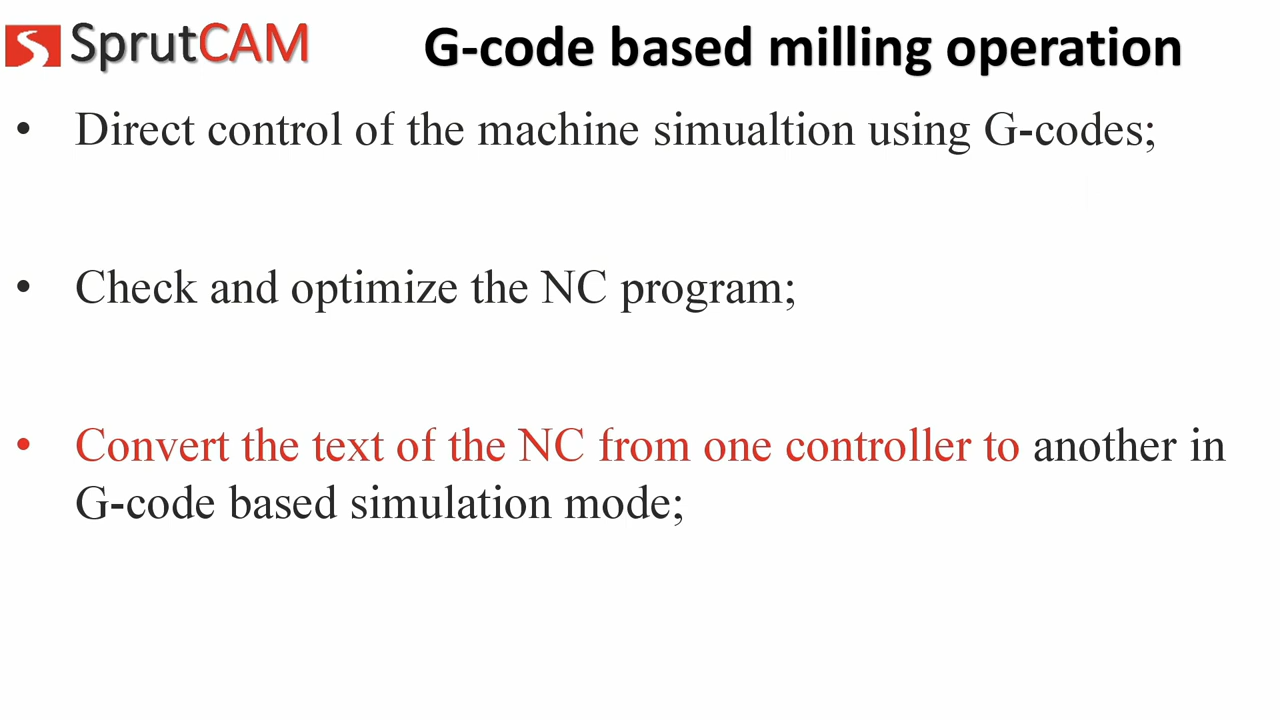 SprutCAM
G-code based milling operation
• Direct control of the machine simualtion using G-codes;
• Check and optimize the NC program;
• Convert the text of the NC from one controller to another in
G-code based simulation mode;